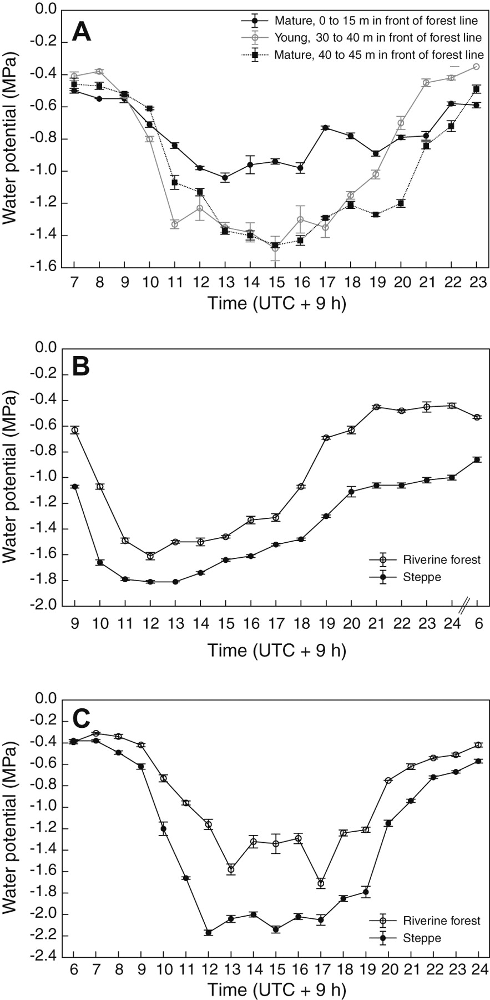 A
Mature, 0 to 15 m in front of forest line
Young, 30 to 40 m in front of forest line
Mature, 40 to 45 m in front of forest line
Water potential (MPa)
0.0
-0.2
-0.4
-0.6
-0.8
-1.0
-1.2
-1.4
-1.6
7 8 9 10 11 12 13 14 15 16 17 18 19 20 21 22 23
Time (UTC + 9 h)
B
Water potential (MPa)
0.0
-0.2
-0.4
-0.6
-0.8
-1.0
-1.2
-1.4
-1.6
-1.8
-2.0
Riverine forest
Steppe
9 10 11 12 13 14 15 16 17 18 19 20 21 22 23 24 6
Time (UTC + 9 h)
C
Water potential (MPa)
0.0
-0.2
-0.4
-0.6
-0.8
-1.0
-1.2
-1.4
-1.6
-1.8
-2.0
-2.2
-2.4
Riverine forest
Steppe
6 7 8 9 10 11 12 13 14 15 16 17 18 19 20 21 22 23 24
Time (UTC + 9 h)